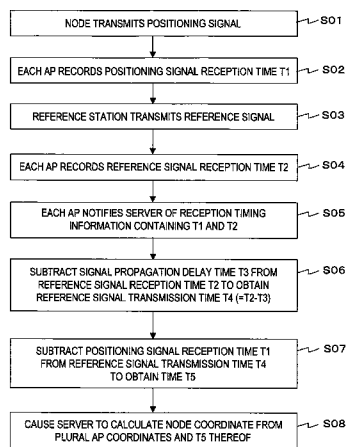 NODE TRANSMITS POSITIONING SIGNAL
S01
EACH AP RECORDS POSITIONING SIGNAL RECEPTION TIME T1
S02
REFERENCE STATION TRANSMITS REFERENCE SIGNAL
S03
EACH AP RECORDS REFERENCE SIGNAL RECEPTION TIME T2
S04
EACH AP NOTIFIES SERVER OF RECEPTION TIMING
INFORMATION CONTAINING T1 AND T2
S05
SUBTRACT SIGNAL PROPAGATION DELAY TIME T3 FROM
REFERENCE SIGNAL RECEPTION TIME T2 TO OBTAIN
REFERENCE SIGNAL TRANSMISSION TIME T4 (=T2-T3)
S06
SUBTRACT POSITIONING SIGNAL RECEPTION TIME T1
FROM REFERENCE SIGNAL TRANSMISSION TIME T4
TO OBTAIN TIME T5
S07
CAUSE SERVER TO CALCULATE NODE COORDINATE FROM
PLURAL AP COORDINATES AND T5 THEREOF
S08